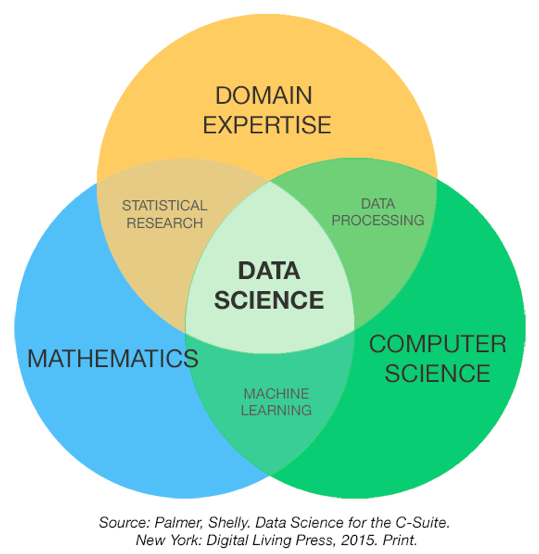 DOMAIN
EXPERTISE
STATISTICAL
RESEARCH
DATA
PROCESSING
DATA
SCIENCE
MATHEMATICS
COMPUTER
SCIENCE
MACHINE
LEARNING
Source: Palmer, Shelly. Data Science for the C-Suite.
New York: Digital Living Press, 2015. Print.